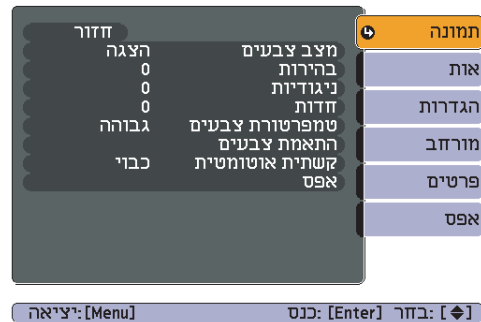 תמונה
אות
הגדרות
מורחב
פרטים
אפס
חזור
מצב צבעים הצגה
בהירות 0
ניגודיות 0
חדות 0
טמפרטורת צבעים גבוהה
התאמת צבעים
קשתית אוטומטית כבוי
אפס
[♦] :בחר [Enter] :כנס [Menu] :יציאה